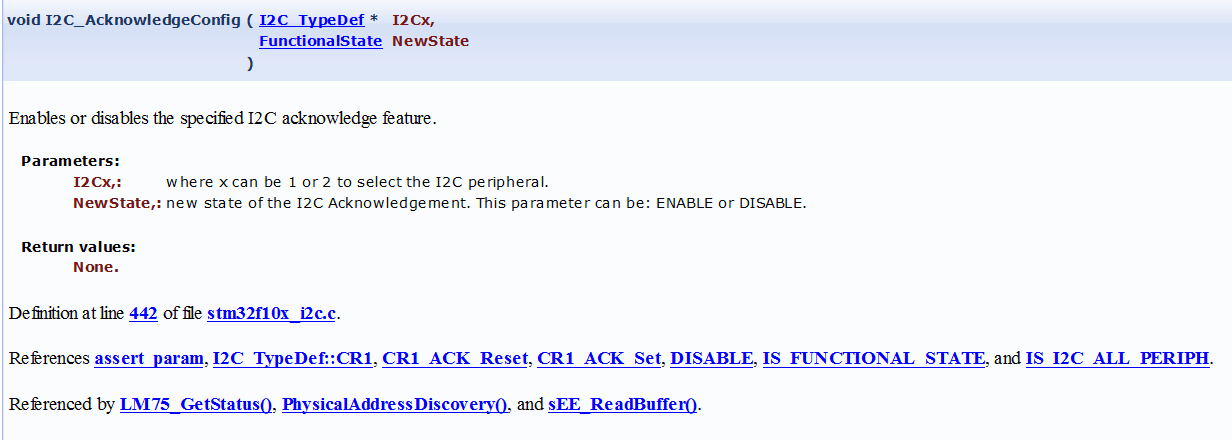 void I2C_AcknowledgeConfig ( I2C_TypeDef * I2Cx,
FunctionalState NewState
)
Enables or disables the specified I2C acknowledge feature.
Parameters:
I2Cx,: where x can be 1 or 2 to select the I2C peripheral.
NewState,: new state of the I2C Acknowledgement. This parameter can be: ENABLE or DISABLE.
Return values:
None.
Definition at line 442 of file stm32f10x_i2c.c.
References assert_param, I2C_TypeDef::CR1, CR1_ACK_Reset, CR1_ACK_Set, DISABLE, IS_FUNCTIONAL_STATE, and IS_I2C_ALL_PERIPH.
Referenced by LM75_GetStatus(), PhysicalAddressDiscovery(), and sEE_ReadBuffer().